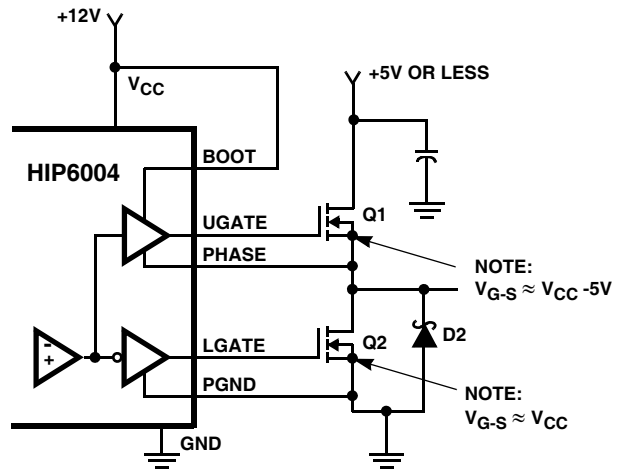 +12V
VCC
+5V OR LESS
BOOT
HIP6004
UGATE
Q1
PHASE
NOTE:
VG-S ≈ VCC -5V
- +
LGATE
Q2
D2
PGND
NOTE:
VG-S ≈ VCC
GND